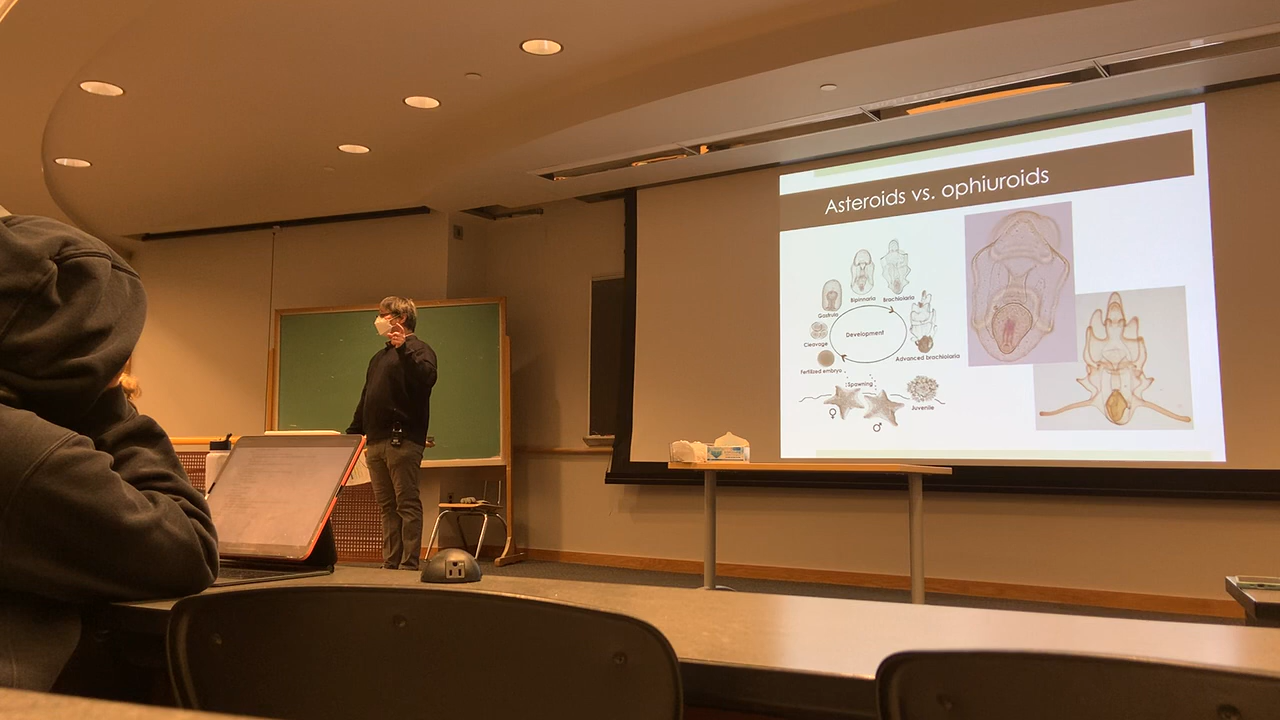 Asteroids vs. ophiuroids
Bipinnaria
Brachiolaria
Gastrula
Development
Cleavage
Advanced brachiolaria
Fertilized embryo
Spawning
Juvenile
♀
♂